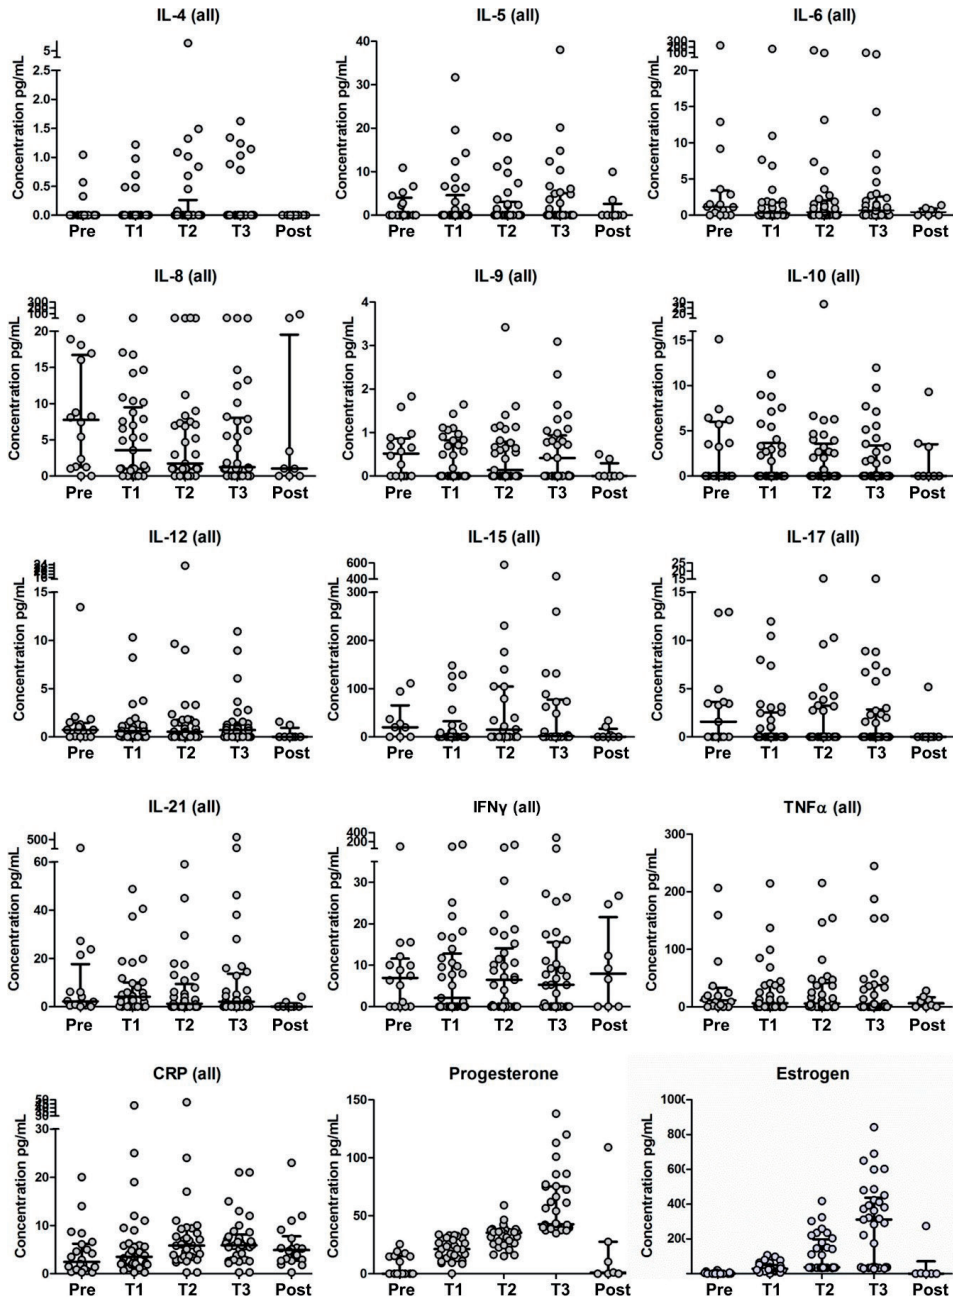 IL-4 (all)
Concentration pg/mL
5
2.5
2.0
1.5
1.0
0.5
0.0
Pre T1 T2 T3 Post
IL-5 (all)
Concentration pg/mL
40
30
20
10
0
Pre T1 T2 T3 Post
IL-6 (all)
Concentration pg/mL
300
200
100
20
15
10
5
0
Pre T1 T2 T3 Post
IL-8 (all)
Concentration pg/mL
300
200
100
20
15
10
5
0
Pre T1 T2 T3 Post
IL-9 (all)
Concentration pg/mL
4
3
2
1
0
Pre T1 T2 T3 Post
IL-10 (all)
Concentration pg/mL
30
25
20
15
10
5
0
Pre T1 T2 T3 Post
IL-12 (all)
Concentration pg/mL
24
16
15
10
5
0
Pre T1 T2 T3 Post
IL-15 (all)
Concentration pg/mL
600
400
300
200
100
0
Pre T1 T2 T3 Post
IL-17 (all)
Concentration pg/mL
25
20
15
15
10
5
0
Pre T1 T2 T3 Post
IL-21 (all)
Concentration pg/mL
500
60
40
20
0
Pre T1 T2 T3 Post
IFNγ (all)
Concentration pg/mL
400
200
30
20
10
0
Pre T1 T2 T3 Post
TNFα (all)
Concentration pg/mL
300
200
100
0
Pre T1 T2 T3 Post
CRP (all)
Concentration pg/mL
50
30
30
20
10
0
Pre T1 T2 T3 Post
Progesterone
Concentration pg/mL
150
100
50
0
Pre T1 T2 T3 Post
Estrogen
Concentration pg/mL
Pre T1 T2 T3 Post